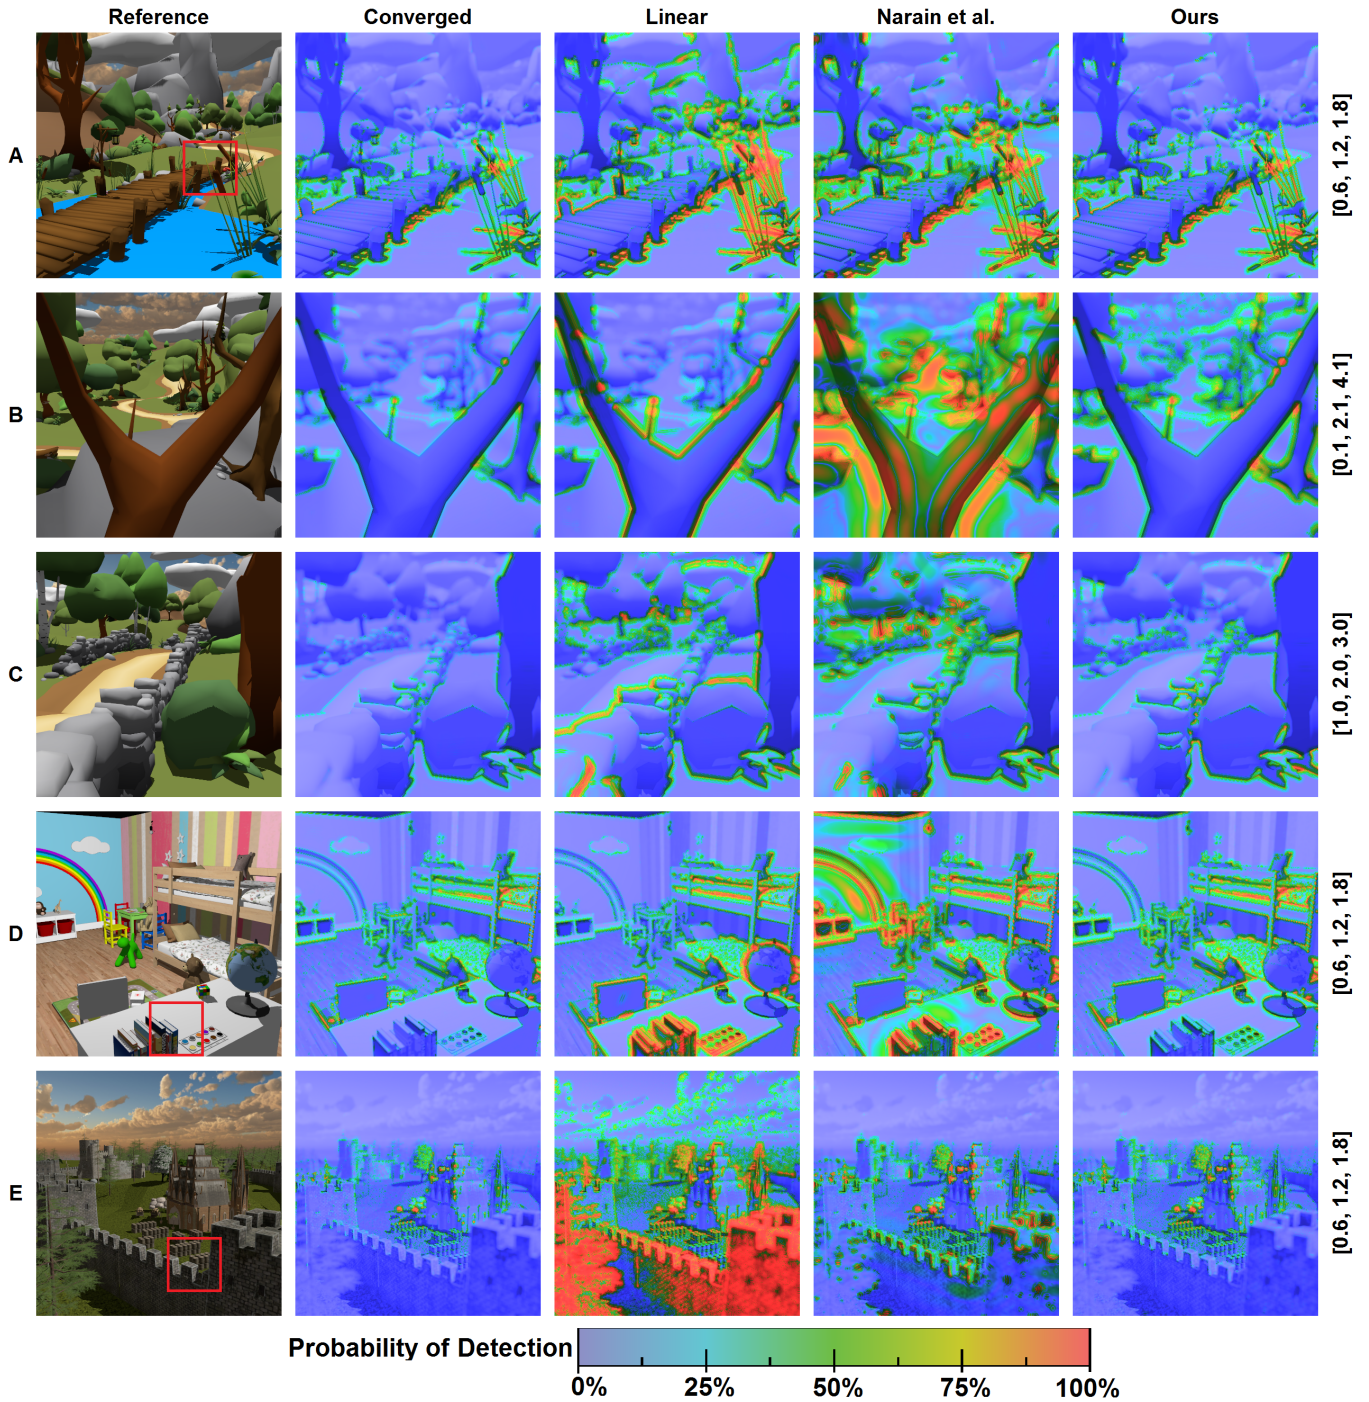 Reference Converged Linear Narain et al. Ours
A [0.6, 1.2, 1.8]
B [0.1, 2.1, 4.1]
C [1.0, 2.0, 3.0]
D [0.6, 1.2, 1.8]
E [0.6, 1.2, 1.8]
Probability of Detection
0% 25% 50% 75% 100%